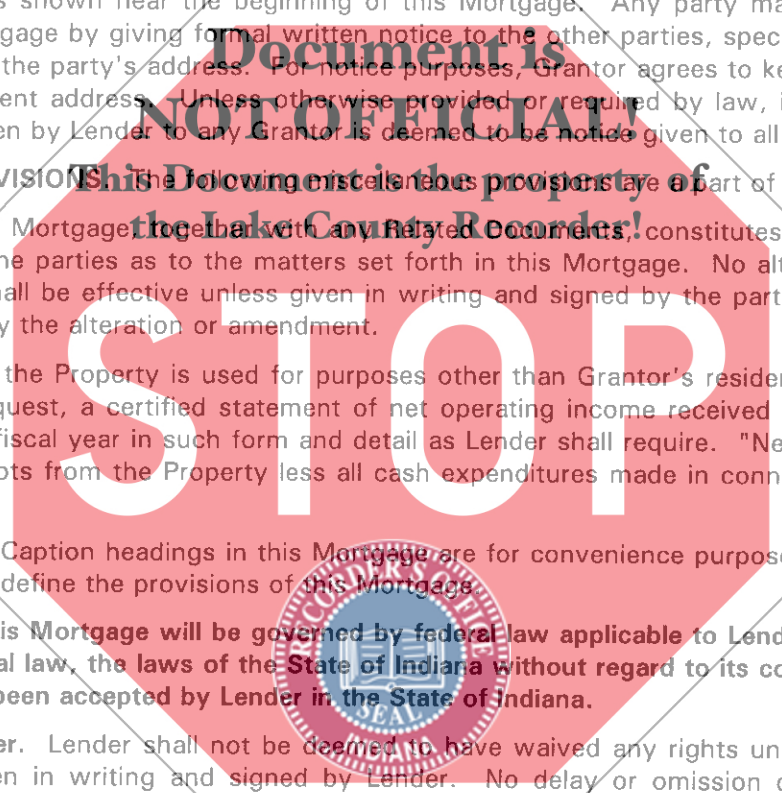 s shown near the beginning of this Mortgage. Any party ma
gage by giving formal written notice to the other parties, spec
Document is
the party's address. For notice purposes, Grantor agrees to ke
ent address. Unless otherwise provided or required by law, i
NOT OFFICIAL!
en by Lender to any Grantor is deemed to be notice given to all
VISIONS. The following miscellaneous provisions are a part of
This Document is the property of
Mortgage, together with any Related Documents, constitutes
the Lake County Recorder!
he parties as to the matters set forth in this Mortgage. No alt
all be effective unless given in writing and signed by the part
y the alteration or amendment.
STOP
the Property is used for purposes other than Grantor's residen
quest, a certified statement of net operating income received
fiscal year in such form and detail as Lender shall require. "Ne
ots from the Property less all cash expenditures made in conn
Caption headings in this Mortgage are for convenience purpose
define the provisions of this Mortgage.
RECORDER'S OFFICE
is Mortgage will be governed by federal law applicable to Lend
al law, the laws of the State of Indiana without regard to its co
been accepted by Lender in the State of Indiana.
SEAL
INDIANA
er. Lender shall not be deemed to have waived any rights un
en in writing and signed by Lender. No delay or omission o